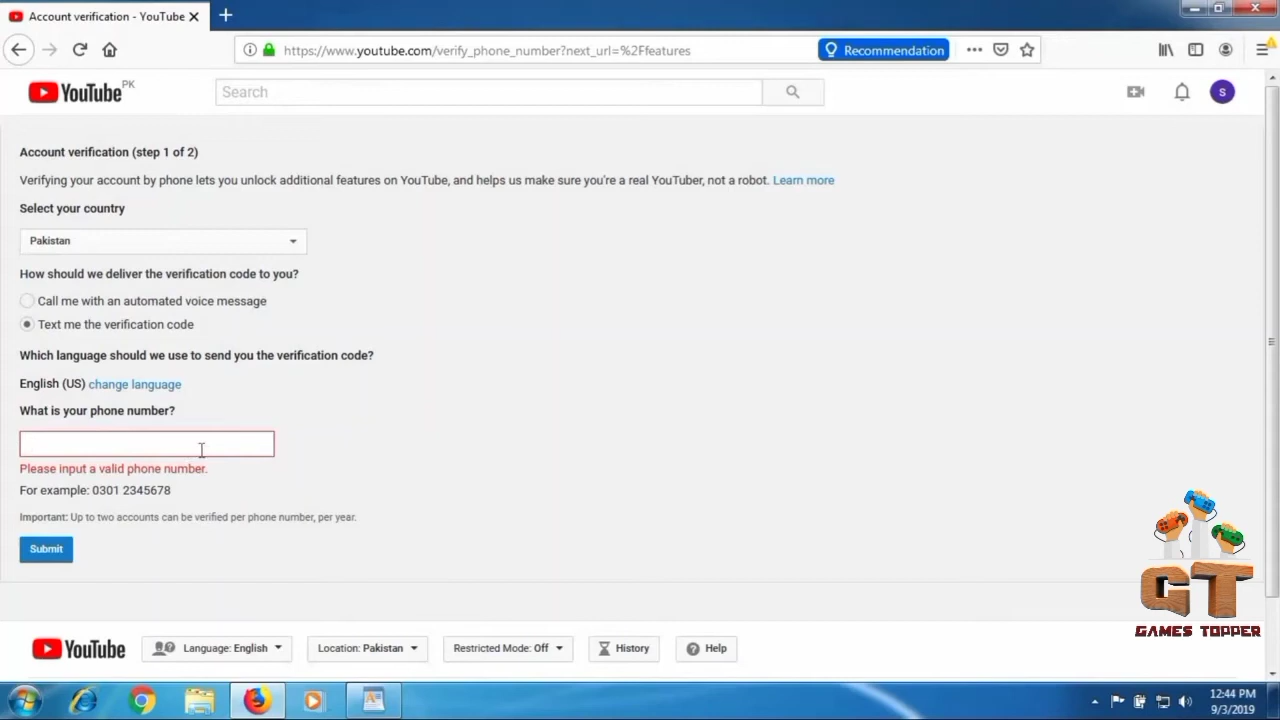 Account verification - YouTube
https://www.youtube.com/verify_phone_number?next_url=%2Ffeatures
Recommendation
YouTube PK
Search
S
Account verification (step 1 of 2)
Verifying your account by phone lets you unlock additional features on YouTube, and helps us make sure you're a real YouTuber, not a robot. Learn more
Select your country
Pakistan
How should we deliver the verification code to you?
Call me with an automated voice message
Text me the verification code
Which language should we use to send you the verification code?
English (US) change language
What is your phone number?
Please input a valid phone number.
For example: 0301 2345678
Important: Up to two accounts can be verified per phone number, per year.
Submit
GT
GAMES TOPPER
YouTube
Language: English
Location: Pakistan
Restricted Mode: Off
History
Help
12:44 PM
9/3/2019